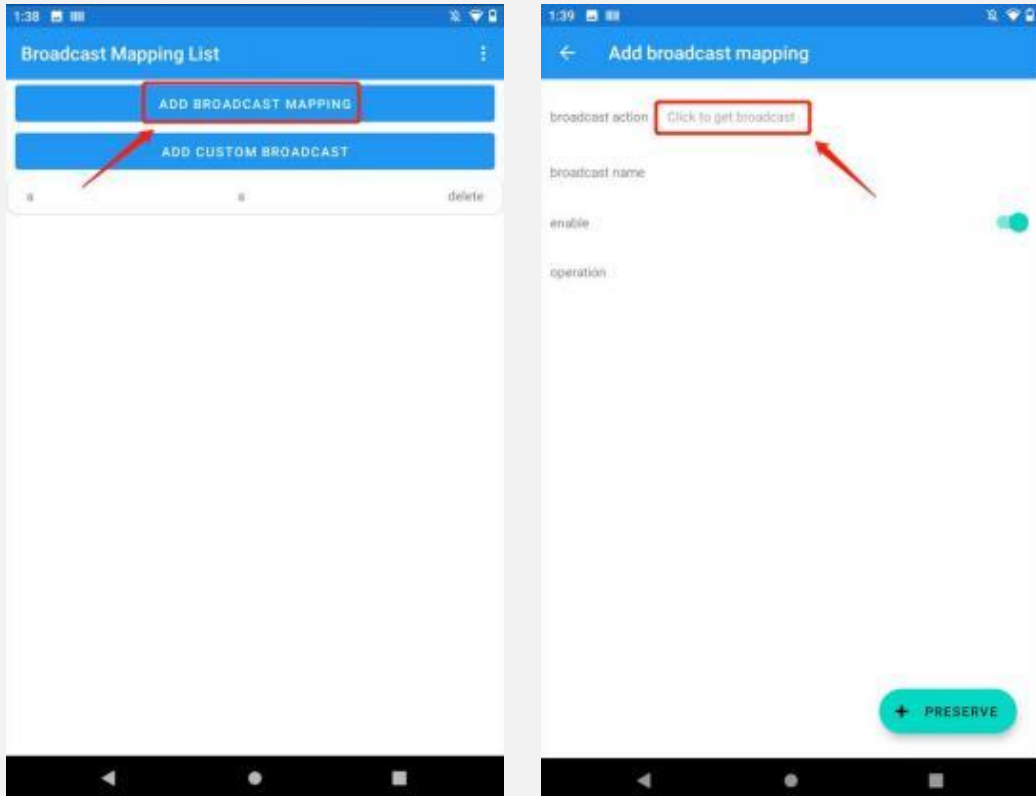 1:38
Broadcast Mapping List
ADD BROADCAST MAPPING
ADD CUSTOM BROADCAST
a a delete
1:39
Add broadcast mapping
broadcast action Click to get broadcast
broadcast name
enable
operation
+ PRESERVE